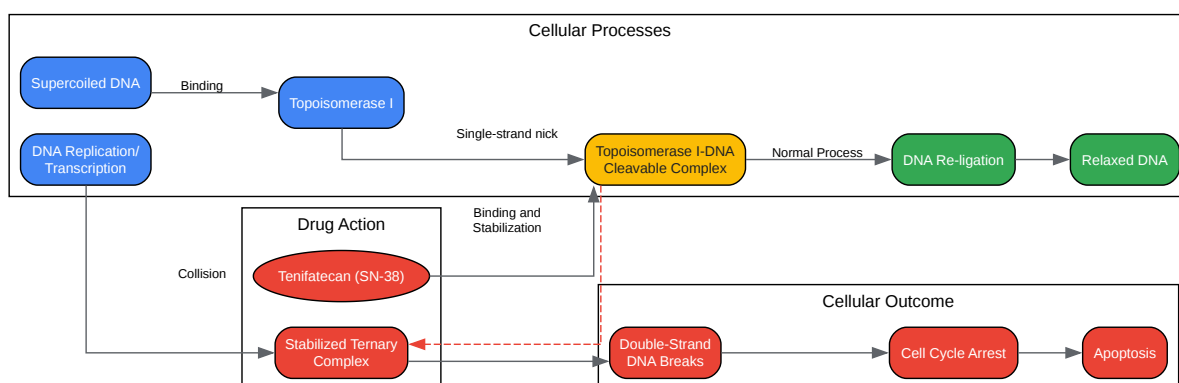 Cellular Processes
Supercoiled DNA
Binding
Topoisomerase I
DNA Replication/
Transcription
Single-strand nick
Topoisomerase I-DNA
Cleavable Complex
Normal Process
DNA Re-ligation
Relaxed DNA
Drug Action
Binding and
Stabilization
Collision
Tenifatecan (SN-38)
Stabilized Ternary
Complex
Cellular Outcome
Double-Strand
DNA Breaks
Cell Cycle Arrest
Apoptosis